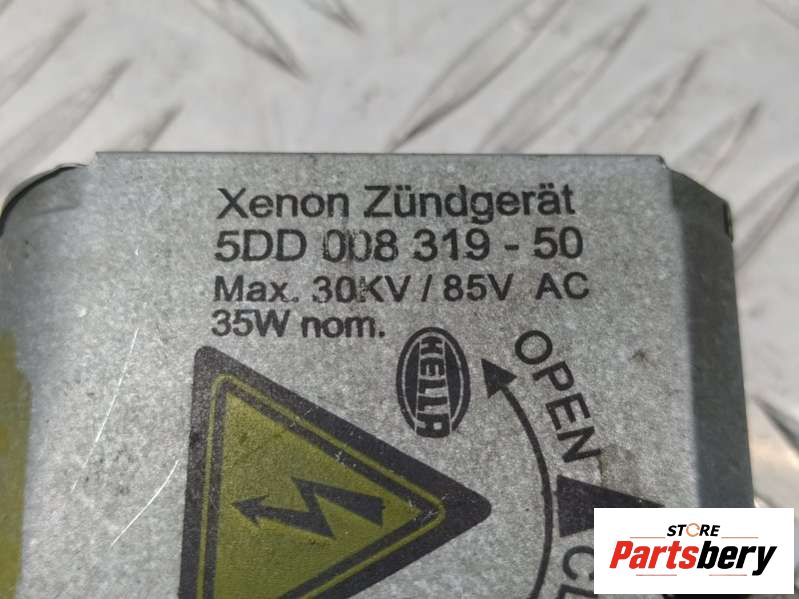 Xenon Zündgerät
5DD 008 319 - 50
Max. 30KV / 85V AC
35W nom.
HELLA
OPEN
STORE
Partsbery